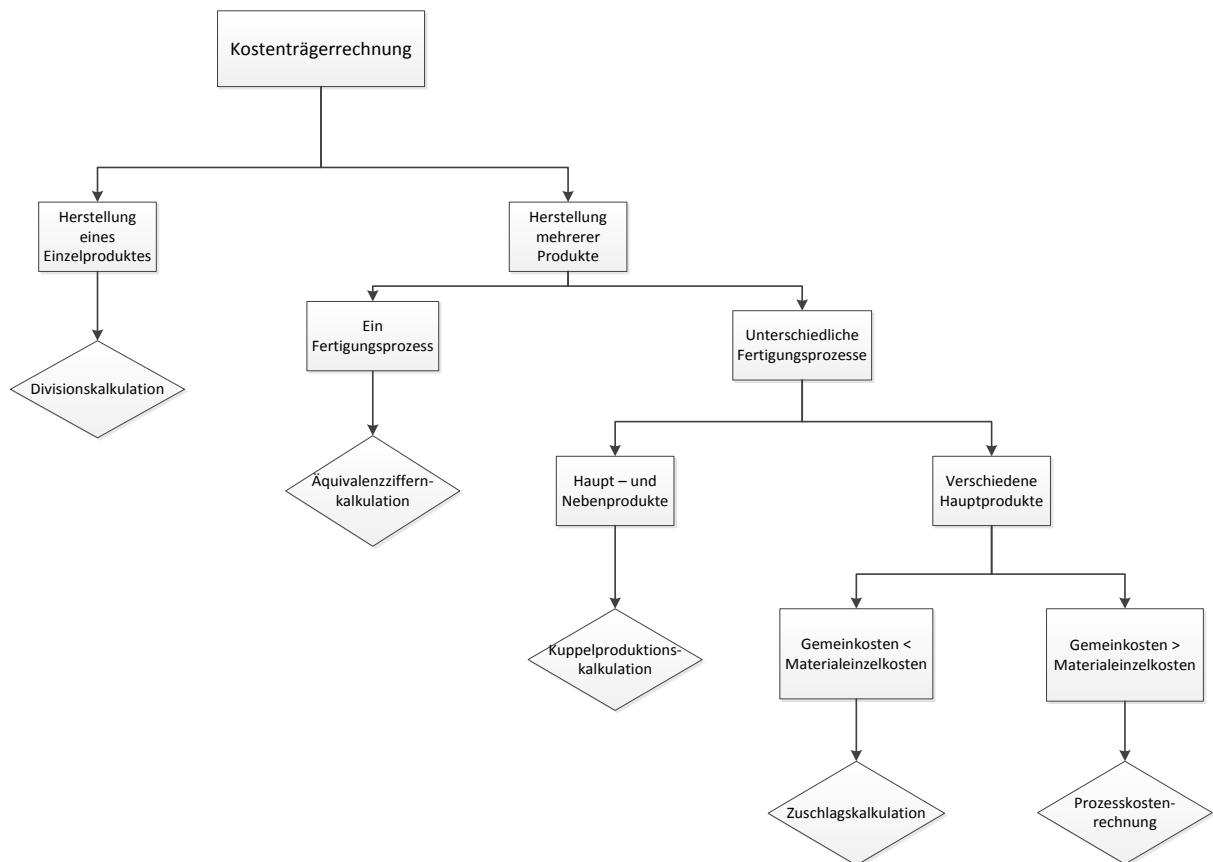 Kostenträgerrechnung
Herstellung
eines
Einzelproduktes
Herstellung
mehrerer
Produkte
Ein
Fertigungsprozess
Unterschiedliche
Fertigungsprozesse
Divisionskalkulation
Äquivalenzziffern-
kalkulation
Haupt – und
Nebenprodukte
Verschiedene
Hauptprodukte
Kuppelproduktions-
kalkulation
Gemeinkosten <
Materialeinzelkosten
Gemeinkosten >
Materialeinzelkosten
Zuschlagskalkulation
Prozesskosten-
rechnung